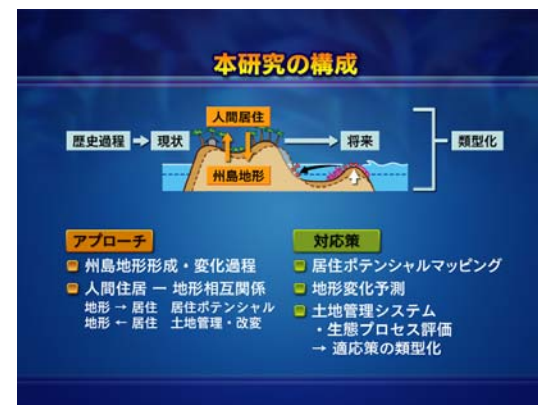 本研究の構成
人間居住
歴史過程 → 現状 → 将来 類型化
州島地形
アプローチ
州島地形形成・変化過程
人間住居 ー 地形相互関係
地形 → 居住 居住ポテンシャル
地形 ← 居住 土地管理・改変
対応策
居住ポテンシャルマッピング
地形変化予測
土地管理システム
・生態プロセス評価
→ 適応策の類型化